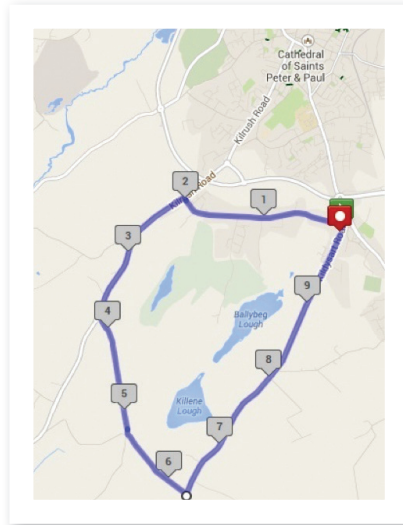 Cathedral
of Saints
Peter & Paul
Kilrush Road
2
Kilrush Road
1
3
9
4
Ballybeg
Lough
8
5
Killene
Lough
7
6